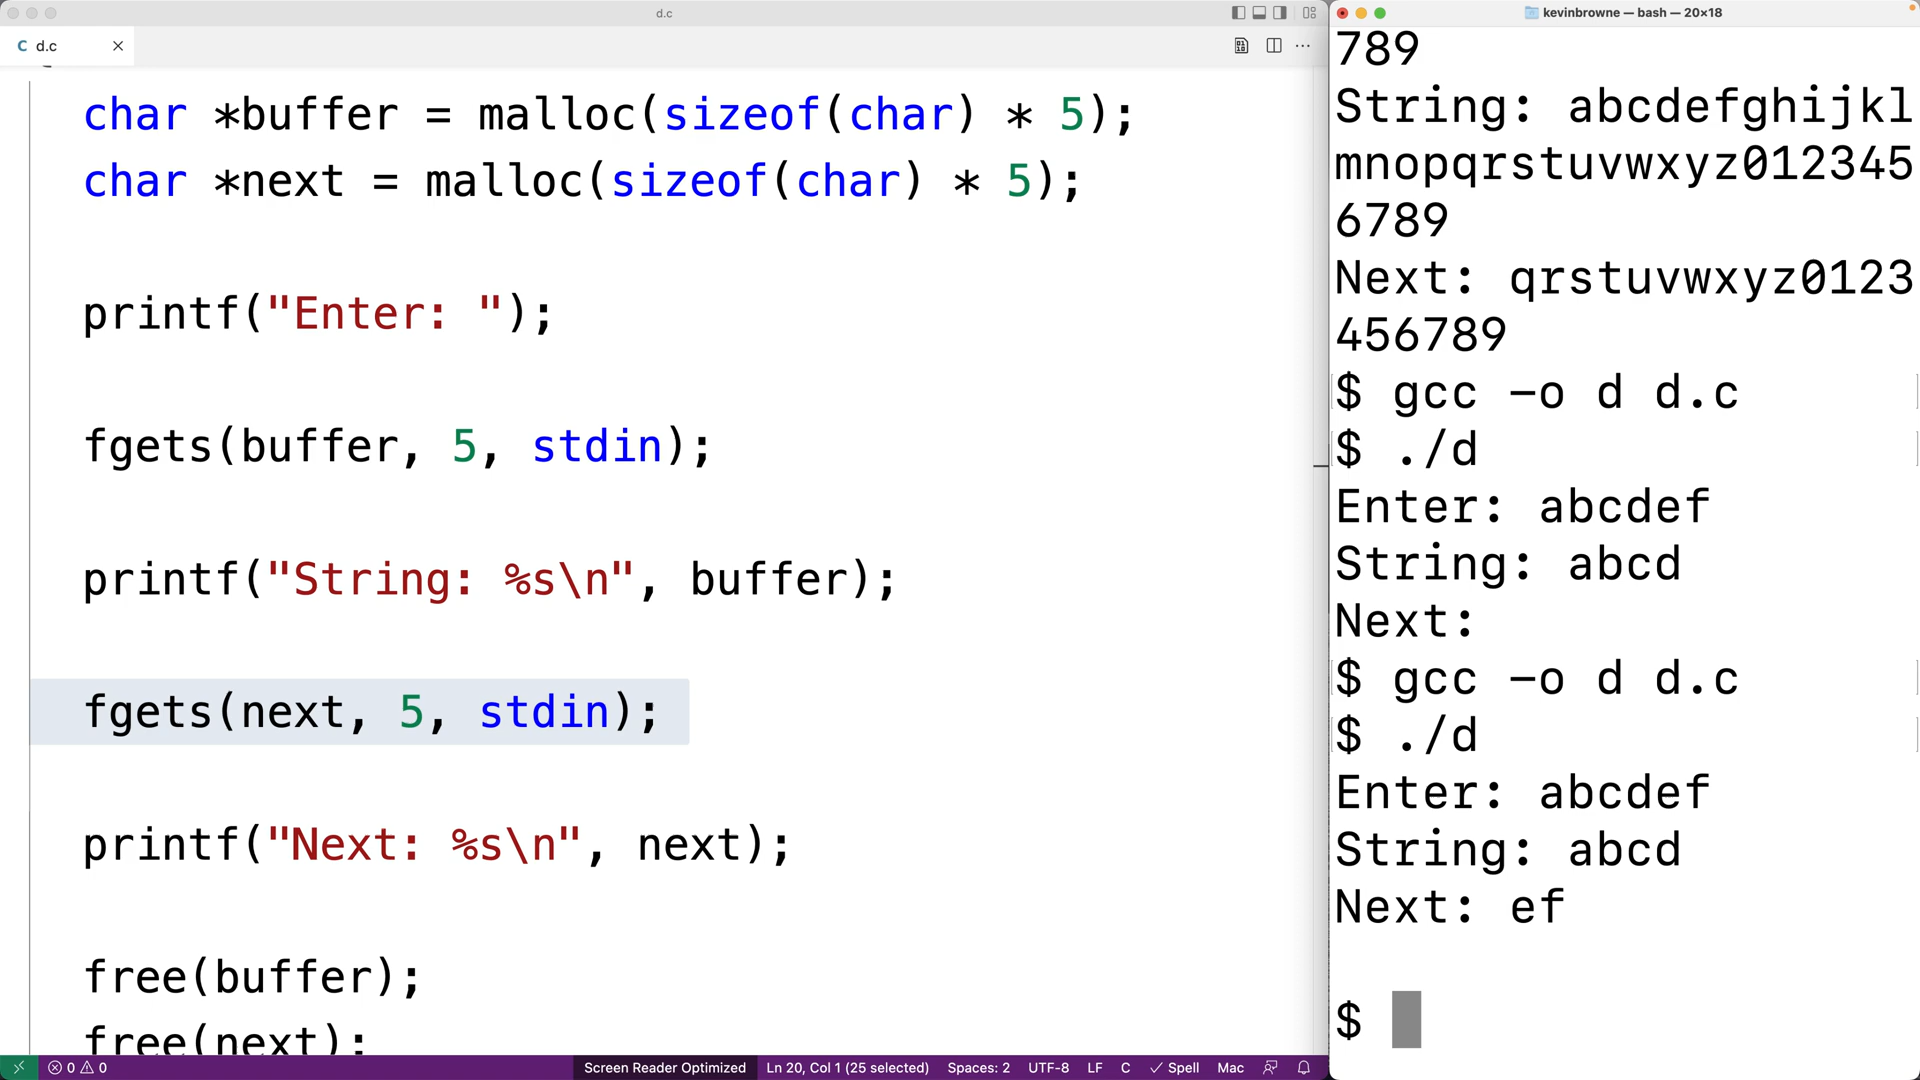 d.c
C d.c
char *buffer = malloc(sizeof(char) * 5);
char *next = malloc(sizeof(char) * 5);
printf("Enter: ");
fgets(buffer, 5, stdin);
printf("String: %s\n", buffer);
fgets(next, 5, stdin);
printf("Next: %s\n", next);
free(buffer);
free(next);
0 0
Screen Reader Optimized
Ln 20, Col 1 (25 selected)
Spaces: 2
UTF-8
LF
C
Spell
Mac
kevinbrowne — bash — 20×18
789
String: abcdefghijkl
mnopqrstuvwxyz012345
6789
Next: qrstuvwxyz0123
456789
$ gcc -o d d.c
$ ./d
Enter: abcdef
String: abcd
Next:
$ gcc -o d d.c
$ ./d
Enter: abcdef
String: abcd
Next: ef
$